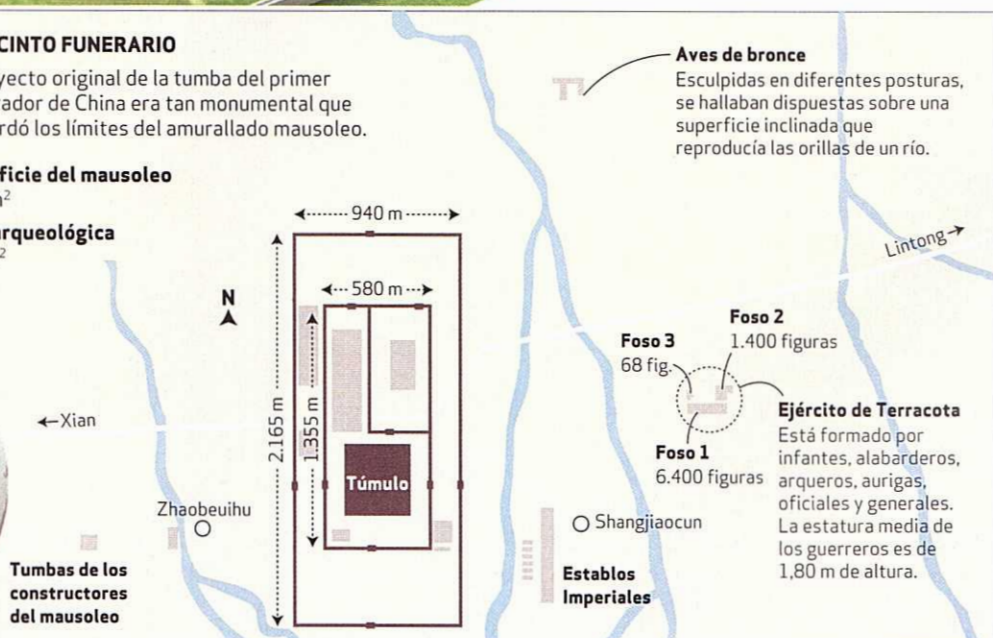 CINTO FUNERARIO
yecto original de la tumba del primer
ador de China era tan monumental que
rdó los límites del amurallado mausoleo.
ficie del mausoleo
m²
arqueológica
²
Aves de bronce
Esculpidas en diferentes posturas,
se hallaban dispuestas sobre una
superficie inclinada que
reproducía las orillas de un río.
Lintong→
940 m
580 m
2.165 m
1.355 m
N
←Xian
Túmulo
Zhaobeuihu
Tumbas de los
constructores
del mausoleo
Foso 3
68 fig.
Foso 2
1.400 figuras
Foso 1
6.400 figuras
Ejército de Terracota
Está formado por
infantes, alabarderos,
arqueros, aurigas,
oficiales y generales.
La estatura media de
los guerreros es de
1,80 m de altura.
Shangjiaocun
Establos
Imperiales